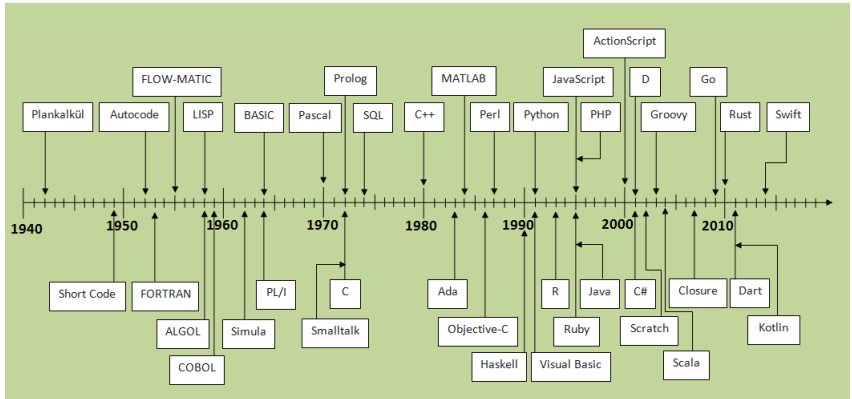 ActionScript
FLOW-MATIC
Prolog
MATLAB
JavaScript
D
Go
Plankalkül
Autocode
LISP
BASIC
Pascal
SQL
C++
Perl
Python
PHP
Groovy
Rust
Swift
1940
1950
1960
1970
1980
1990
2000
2010
Short Code
FORTRAN
PL/I
C
Ada
R
Java
C#
Closure
Dart
ALGOL
Simula
Smalltalk
Objective-C
Ruby
Scratch
Kotlin
COBOL
Haskell
Visual Basic
Scala